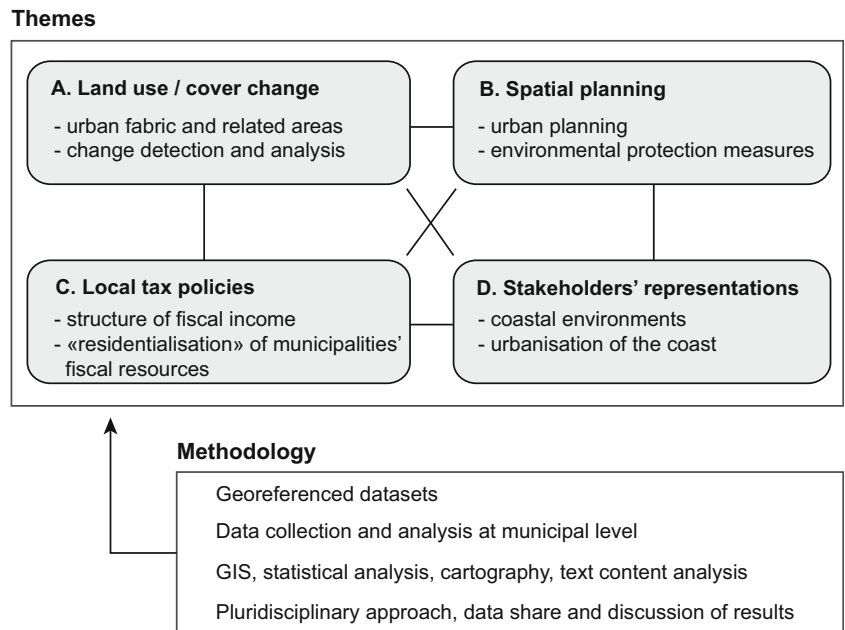 Themes
A. Land use / cover change
- urban fabric and related areas
- change detection and analysis
B. Spatial planning
- urban planning
- environmental protection measures
C. Local tax policies
- structure of fiscal income
- «residentialisation» of municipalities’
fiscal resources
D. Stakeholders’ representations
- coastal environments
- urbanisation of the coast
Methodology
Georeferenced datasets
Data collection and analysis at municipal level
GIS, statistical analysis, cartography, text content analysis
Pluridisciplinary approach, data share and discussion of results